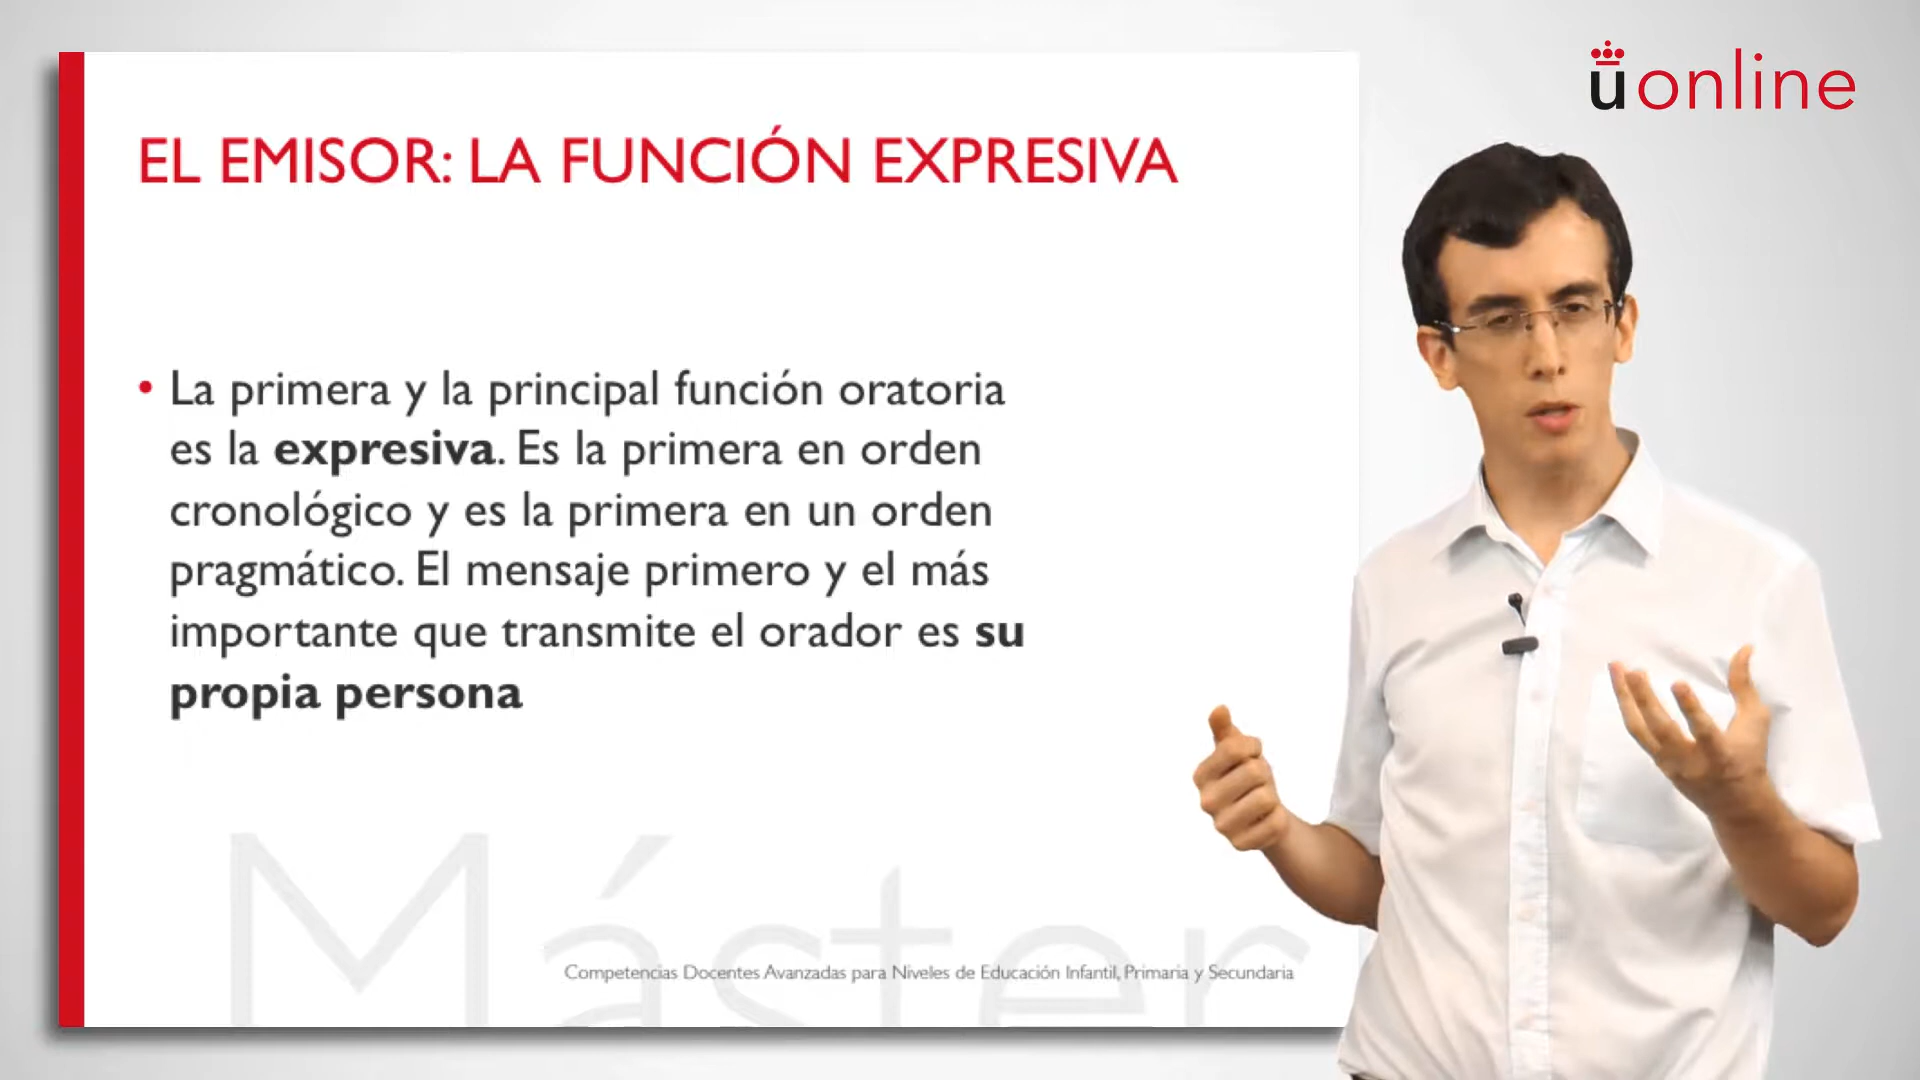 üonline
EL EMISOR: LA FUNCIÓN EXPRESIVA
• La primera y la principal función oratoria
es la expresiva. Es la primera en orden
cronológico y es la primera en un orden
pragmático. El mensaje primero y el más
importante que transmite el orador es su
propia persona
Máster
Competencias Docentes Avanzadas para Niveles de Educación Infantil, Primaria y Secundaria